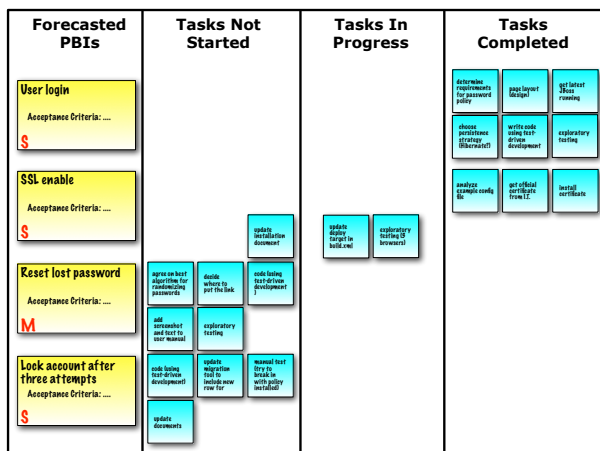 Forecasted
PBIs
Tasks Not
Started
Tasks In
Progress
Tasks
Completed
User login
Acceptance Criteria: ....
S
determine
requirements
for password
policy
page layout
(design)
get latest
JBoss
running
choose
persistence
strategy
(Hibernate?)
write code
using test-
driven
development
exploratory
testing
SSL enable
Acceptance Criteria: ....
S
update
installation
document
update
deploy
target in
build.xml
exploratory
testing (3
browsers)
analyze
example config
file
get official
certificate
from I.T.
install
certificate
Reset lost password
Acceptance Criteria: ....
M
agree on best
algorithm for
randomizing
passwords
decide
where to
put the link
code (using
test-driven
development
)
add
screenshot
and text to
user manual
exploratory
testing
Lock account after
three attempts
Acceptance Criteria: ....
S
code (using
test-driven
development)
update
migration
tool to
include new
row for
manual test
(try to
break in
with policy
installed)
update
documents